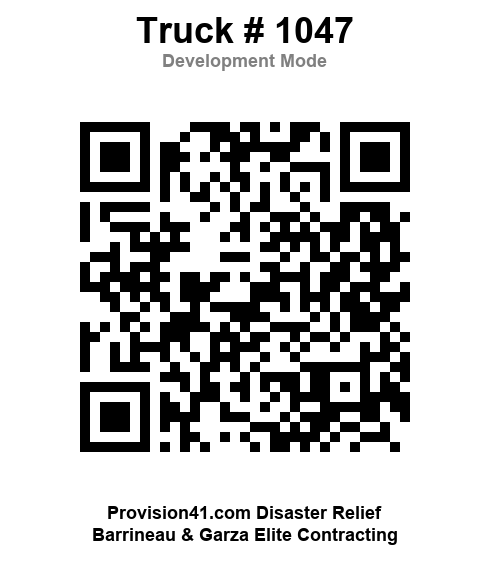 Truck # 1047
Development Mode
Provision41.com Disaster Relief
Barrineau & Garza Elite Contracting